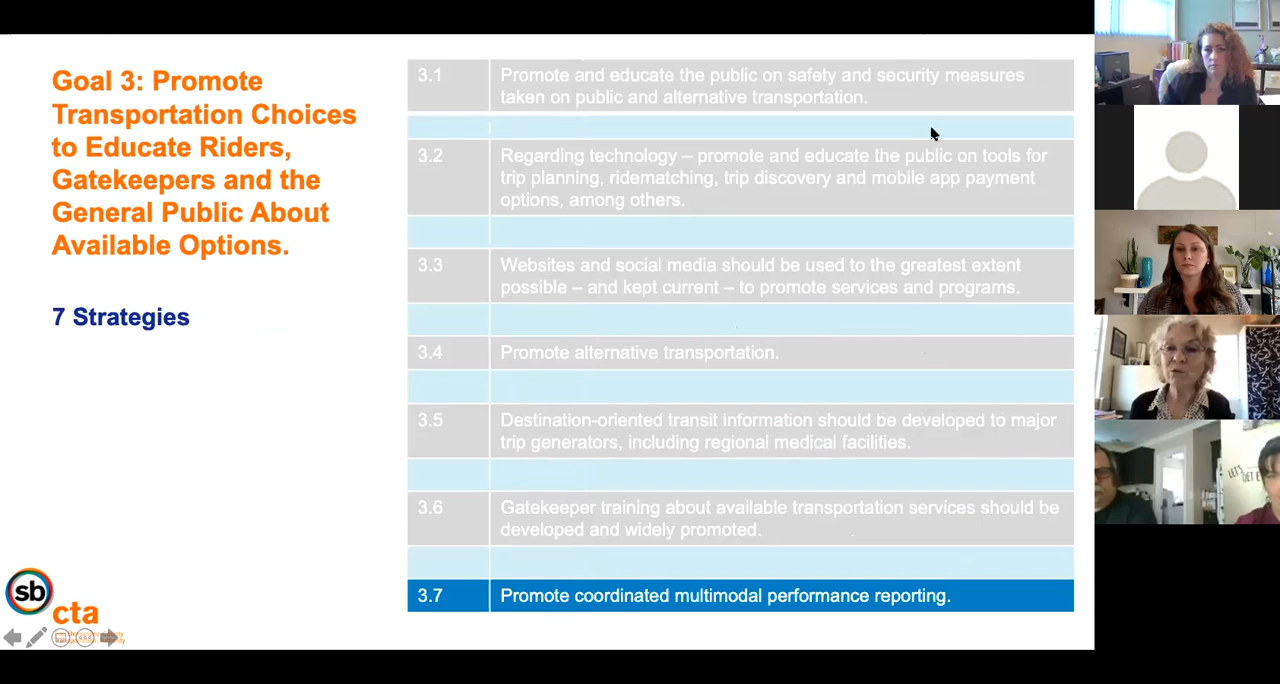 Goal 3: Promote
Transportation Choices
to Educate Riders,
Gatekeepers and the
General Public About
Available Options.
7 Strategies
3.1 Promote and educate the public on safety and security measures
taken on public and alternative transportation.
3.2 Regarding technology – promote and educate the public on tools for
trip planning, ridematching, trip discovery and mobile app payment
options, among others.
3.3 Websites and social media should be used to the greatest extent
possible – and kept current – to promote services and programs.
3.4 Promote alternative transportation.
3.5 Destination-oriented transit information should be developed to major
trip generators, including regional medical facilities.
3.6 Gatekeeper training about available transportation services should be
developed and widely promoted.
3.7 Promote coordinated multimodal performance reporting.
sb
cta
LET'S